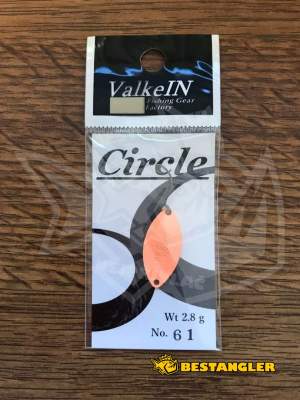 ValkeIN
Fishing Gear
Factory
Circle
Wt 2.8 g
No. 61
BESTANGLER